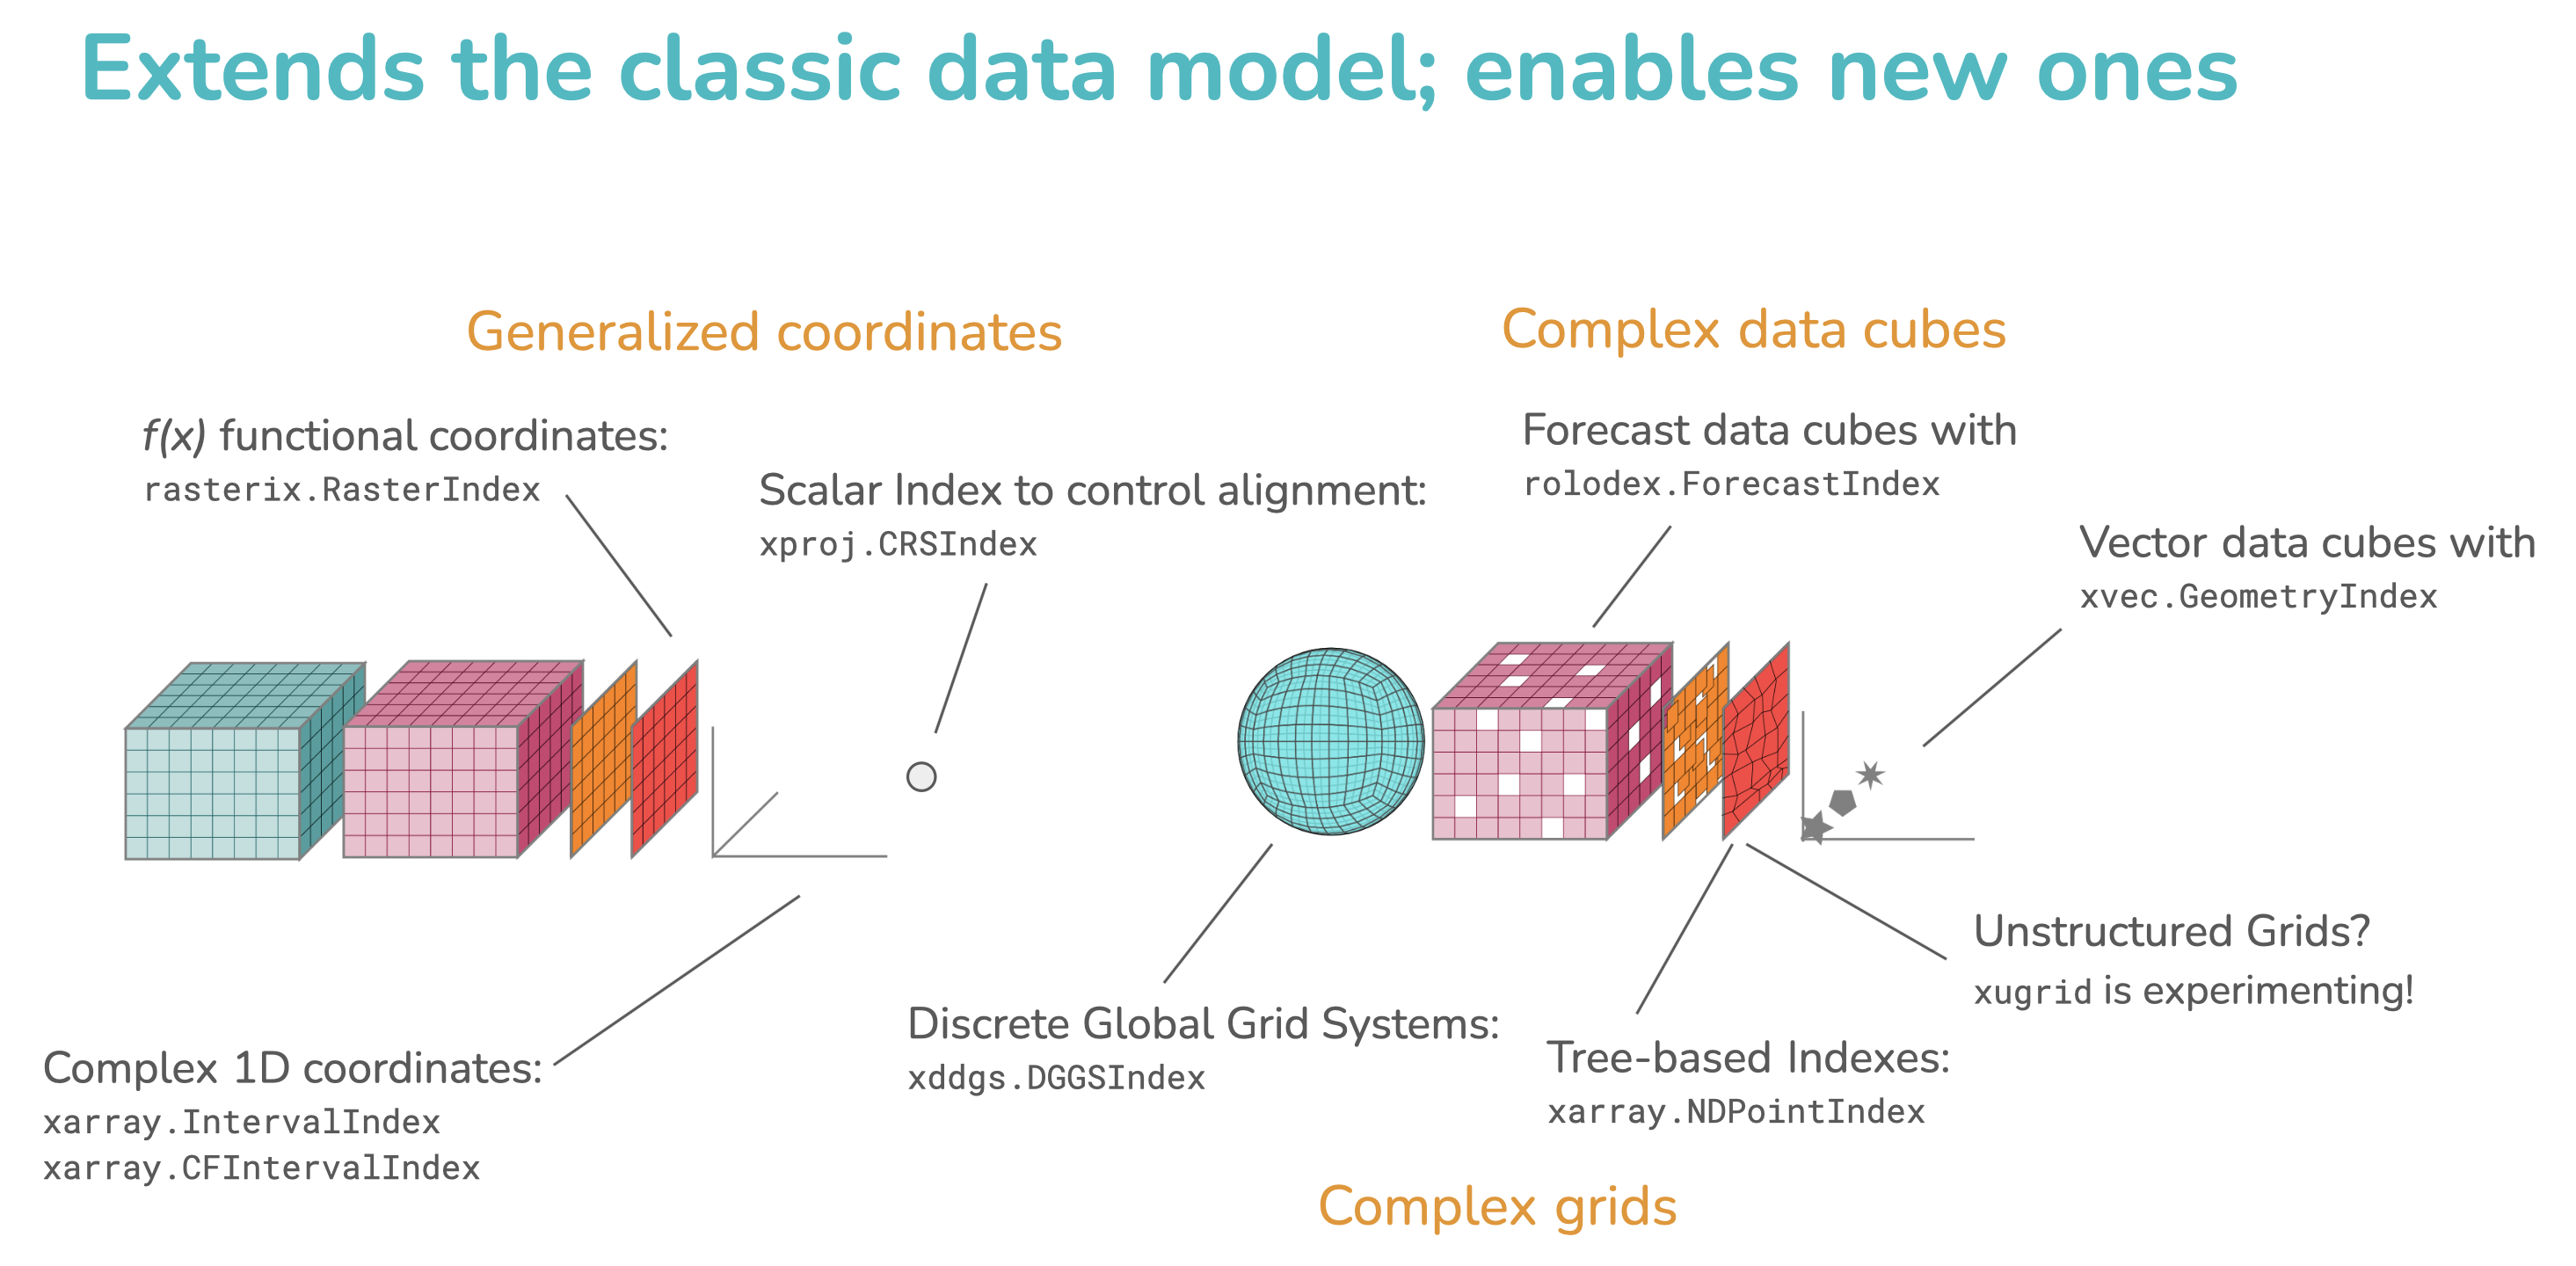 Extends the classic data model; enables new ones
Generalized coordinates
f(x) functional coordinates:
rasterix.RasterIndex
Scalar Index to control alignment:
xproj.CRSIndex
Complex 1D coordinates:
xarray.IntervalIndex
xarray.CFIntervalIndex
Complex data cubes
Forecast data cubes with
rolodex.ForecastIndex
Vector data cubes with
xvec.GeometryIndex
Discrete Global Grid Systems:
xddgs.DGGSIndex
Tree-based Indexes:
xarray.NDPointIndex
Unstructured Grids?
xugrid is experimenting!
Complex grids